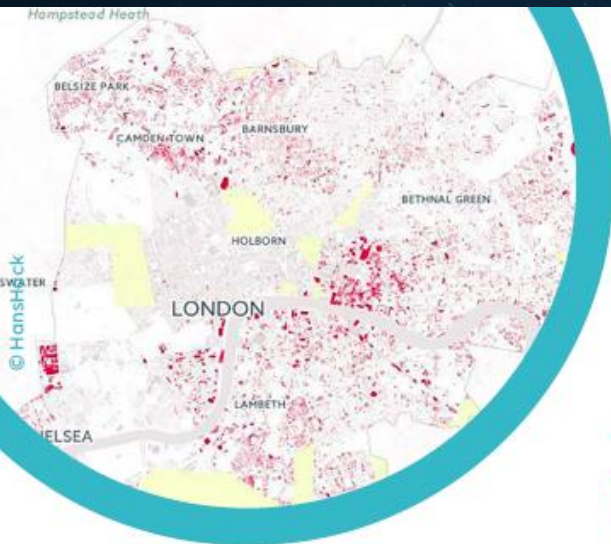 Hampstead Heath
BELSIZE PARK
CAMDEN TOWN
BARNSBURY
BETHNAL GREEN
HOLBORN
SWATER
LONDON
© HansHack
LAMBETH
ELSEA